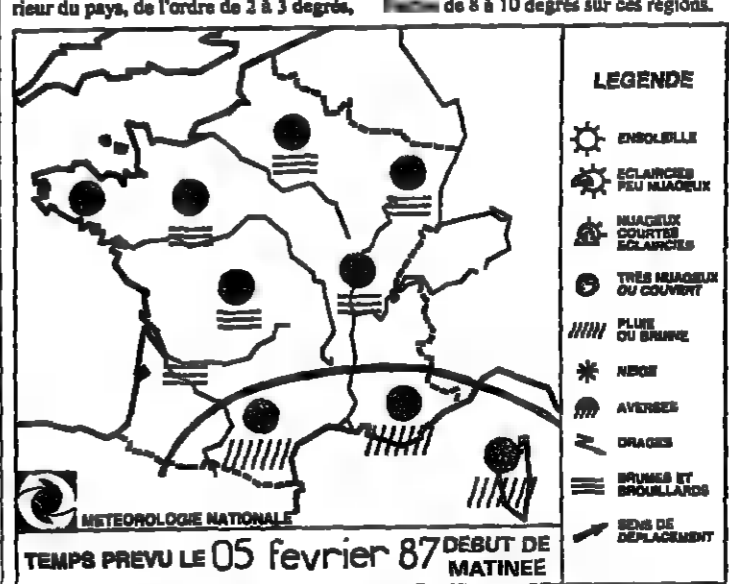 rieur du pays, de l'ordre de 2 à 3 degrés,
de 8 à 10 degrés sur ces régions.
LEGENDE
ENSOLEILLE
ECLAIRCIES
PEU NUAGEUX
NUAGEUX
COURTES
ECLAIRCIES
TRES NUAGEUX
OU COUVERT
PLUIE
OU BRUINE
NEIGE
AVERSES
ORAGES
BRUMES ET
BROUILLARDS
SENS DE
DEPLACEMENT
METEOROLOGIE NATIONALE
TEMPS PREVU LE 05 fevrier 87 DEBUT DE
MATINEE